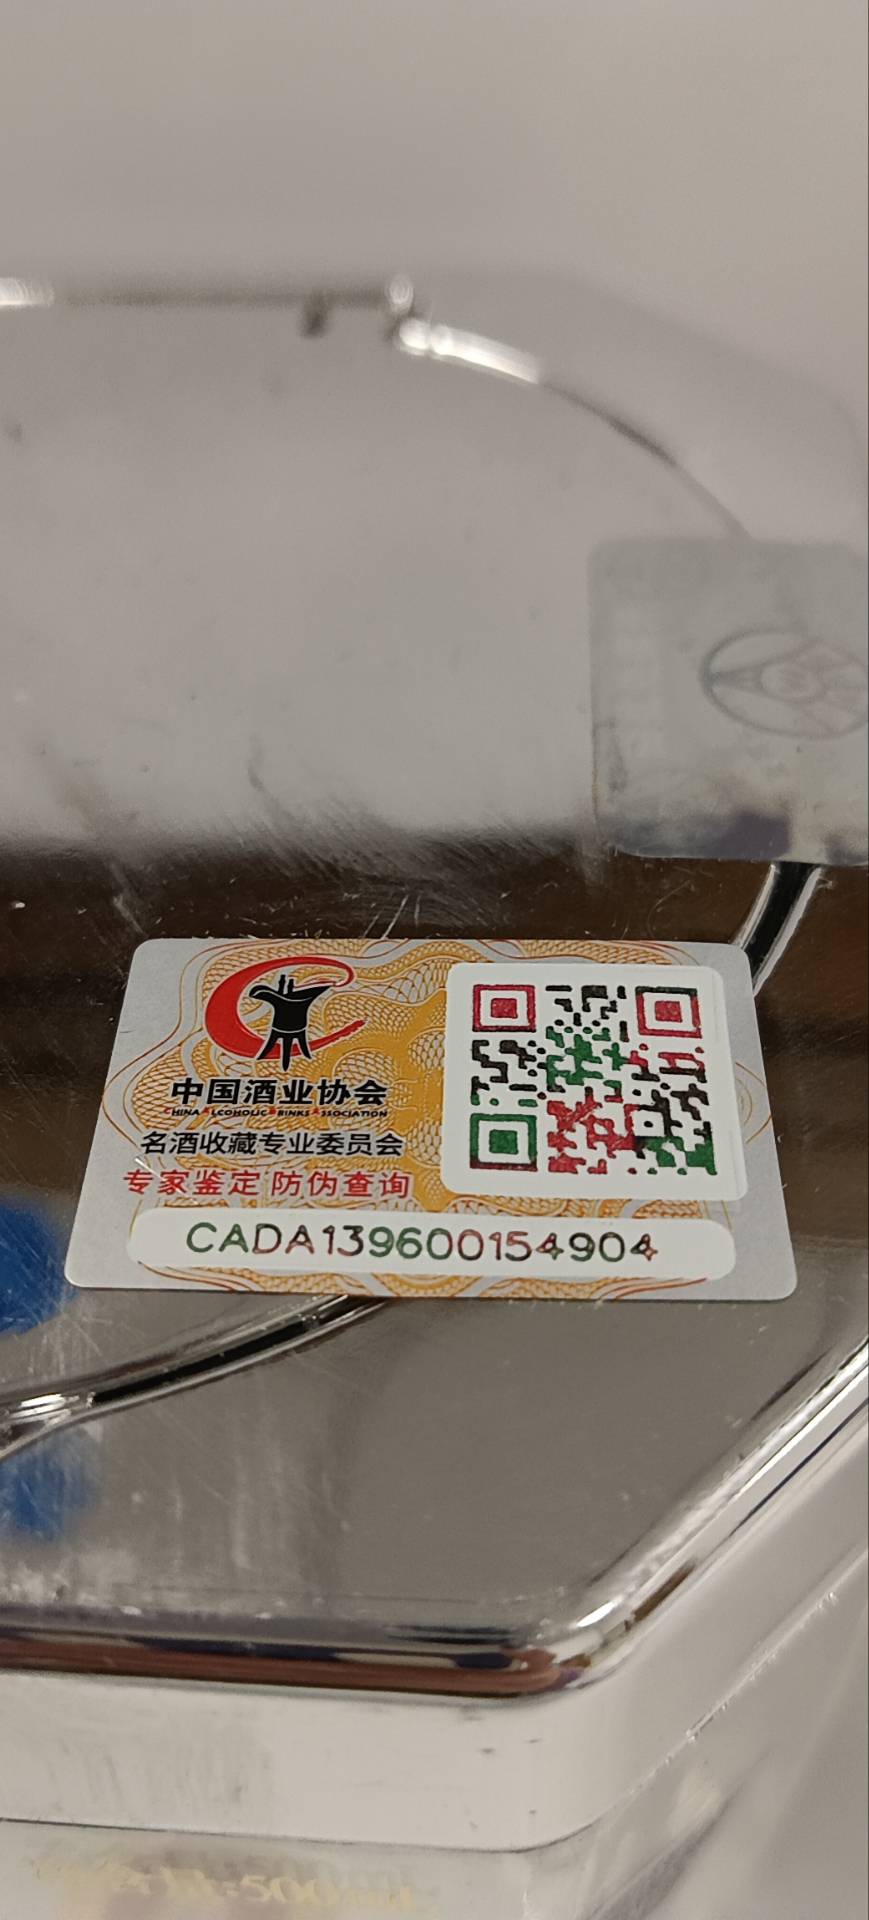 中国酒业协会
CHINA ALCOHOLIC DRINKS ASSOCIATION
名酒收藏专业委员会
专家鉴定 防伪查询
CADA139600154904